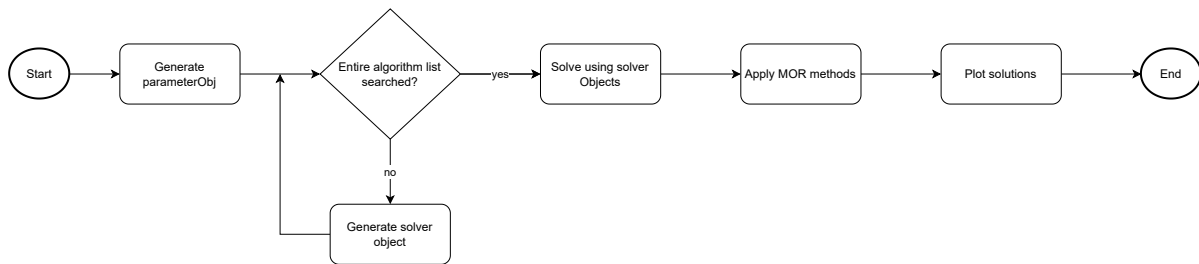 Start
Generate
parameterObj
Entire algorithm list
searched?
yes
Solve using solver
Objects
Apply MOR methods
Plot solutions
End
no
Generate solver
object